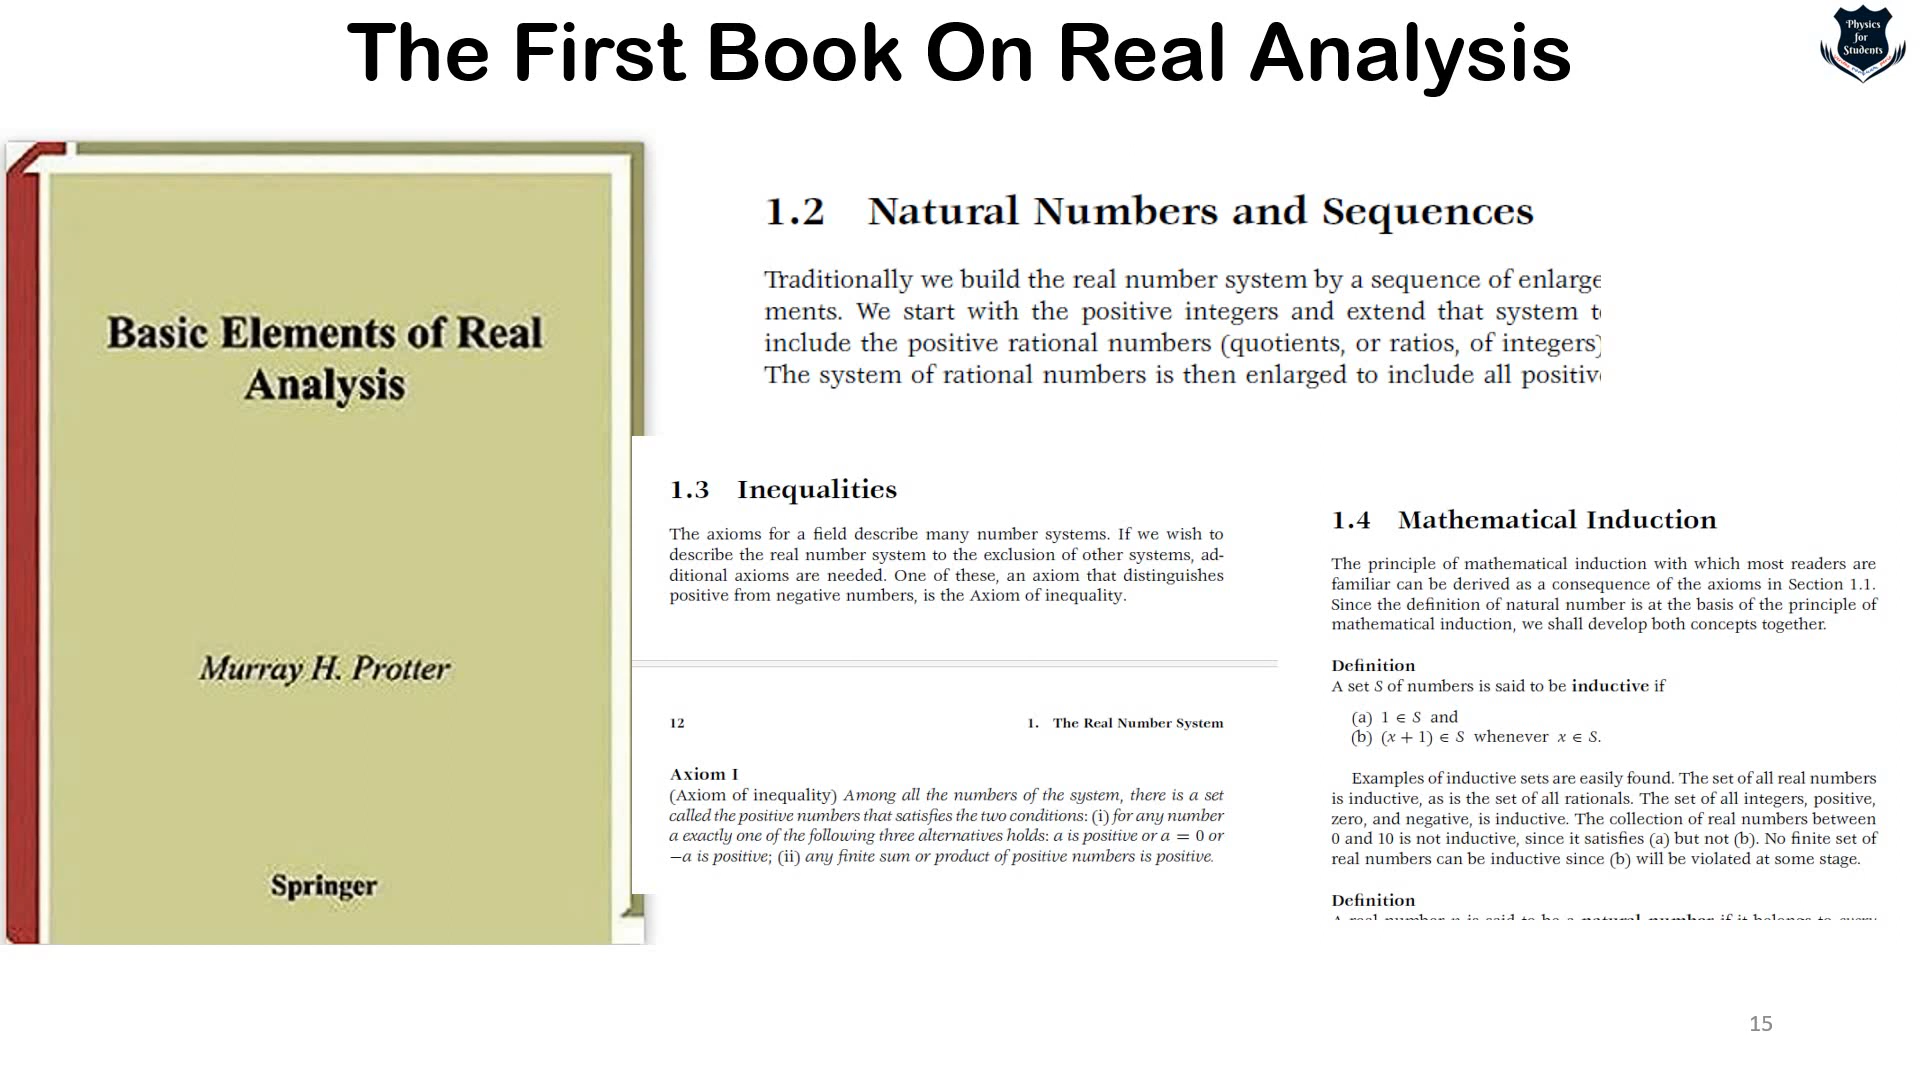 The First Book On Real Analysis
Physics
for
Students
Basic Elements of Real
Analysis
Murray H. Protter
Springer
1.2 Natural Numbers and Sequences
Traditionally we build the real number system by a sequence of enlarge
ments. We start with the positive integers and extend that system t
include the positive rational numbers (quotients, or ratios, of integers)
The system of rational numbers is then enlarged to include all positiv
1.3 Inequalities
The axioms for a field describe many number systems. If we wish to
describe the real number system to the exclusion of other systems, ad-
ditional axioms are needed. One of these, an axiom that distinguishes
positive from negative numbers, is the Axiom of inequality.
12 1. The Real Number System
Axiom I
(Axiom of inequality) Among all the numbers of the system, there is a set
called the positive numbers that satisfies the two conditions: (i) for any number
a exactly one of the following three alternatives holds: a is positive or a = 0 or
−a is positive; (ii) any finite sum or product of positive numbers is positive.
1.4 Mathematical Induction
The principle of mathematical induction with which most readers are
familiar can be derived as a consequence of the axioms in Section 1.1.
Since the definition of natural number is at the basis of the principle of
mathematical induction, we shall develop both concepts together.
Definition
A set S of numbers is said to be inductive if
(a) 1 ∈ S and
(b) (x + 1) ∈ S whenever x ∈ S.
Examples of inductive sets are easily found. The set of all real numbers
is inductive, as is the set of all rationals. The set of all integers, positive,
zero, and negative, is inductive. The collection of real numbers between
0 and 10 is not inductive, since it satisfies (a) but not (b). No finite set of
real numbers can be inductive since (b) will be violated at some stage.
Definition
A real number n is said to be a natural number if it belongs to every
15